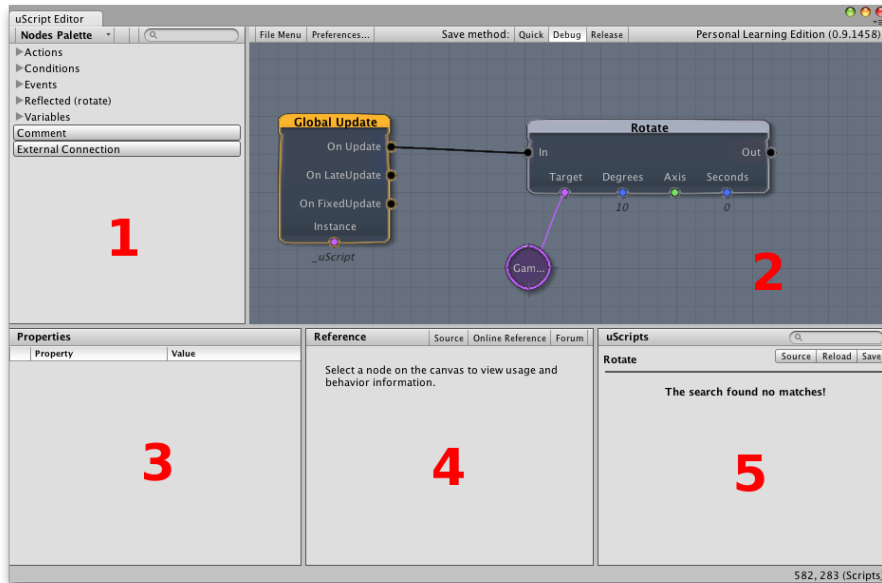 uScript Editor
Nodes Palette
File Menu Preferences... Save method: Quick Debug Release Personal Learning Edition (0.9.1458)
Actions
Conditions
Events
Reflected (rotate)
Variables
Comment
External Connection
1
Global Update
On Update
On LateUpdate
On FixedUpdate
Instance
_uScript
Rotate
In Out
Target Degrees Axis Seconds
10 0
Gam...
2
Properties
Property Value
3
Reference Source Online Reference Forum
Select a node on the canvas to view usage and
behavior information.
4
uScripts
Rotate Source Reload Save
The search found no matches!
5
582, 283 (Scripts)